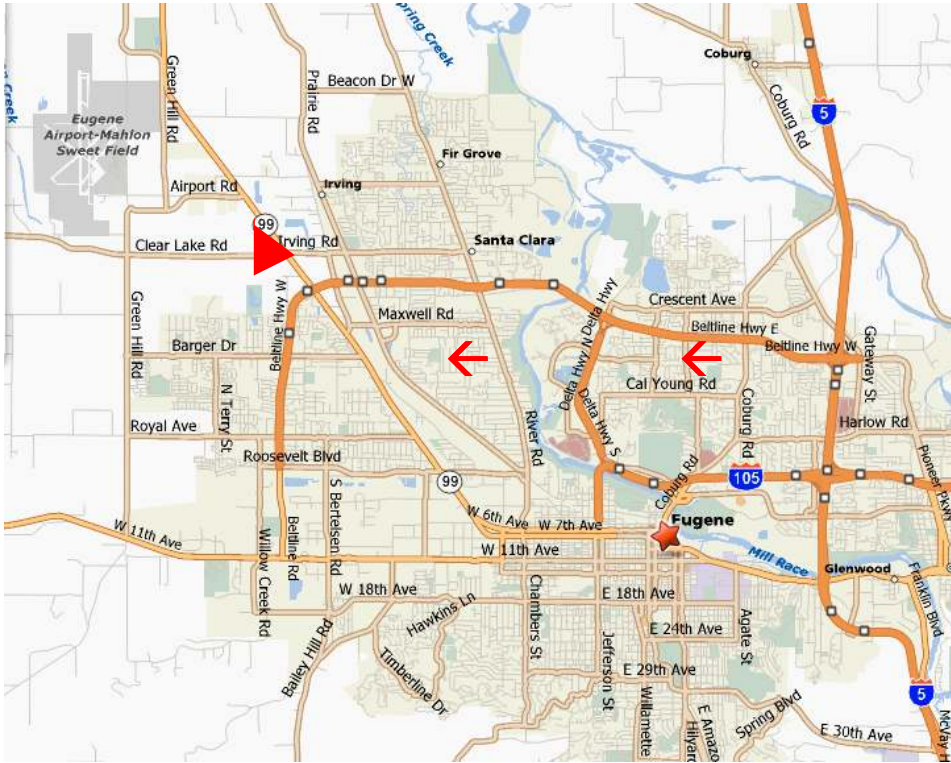 Spring Creek
Coburg
Green Hill Rd
Prairie Rd
Beacon Dr W
Creek
Coburg Rd
5
Eugene
Airport-Mahlon
Sweet Field
Fir Grove
Airport Rd
Irving
99
Irving Rd
Santa Clara
Clear Lake Rd
Green Hill Rd
Beltline Hwy W
Delta Hwy
Crescent Ave
Maxwell Rd
Beltline Hwy E
Beltline Hwy W
Gateway St
Barger Dr
Delta Hwy N
Cal Young Rd
N Terry St
Delta Hwy S
Coburg Rd
Harlow Rd
Royal Ave
River Rd
Roosevelt Blvd
Pioneer Pkwy
99
S Bertelsen Rd
Coburg Rd
105
W 11th Ave
Beltline Rd
W 6th Ave
W 7th Ave
Eugene
W 11th Ave
Mill Race
Willow Creek Rd
Glenwood
Franklin Blvd
W 18th Ave
Hawkins Ln
Chambers St
E 18th Ave
Agate St
E 24th Ave
Bailey Hill Rd
Timberline Dr
Jefferson St
E 29th Ave
Willamette
E Amazon
Hilyard
Spring Blvd
5
E 30th Ave
McVay H